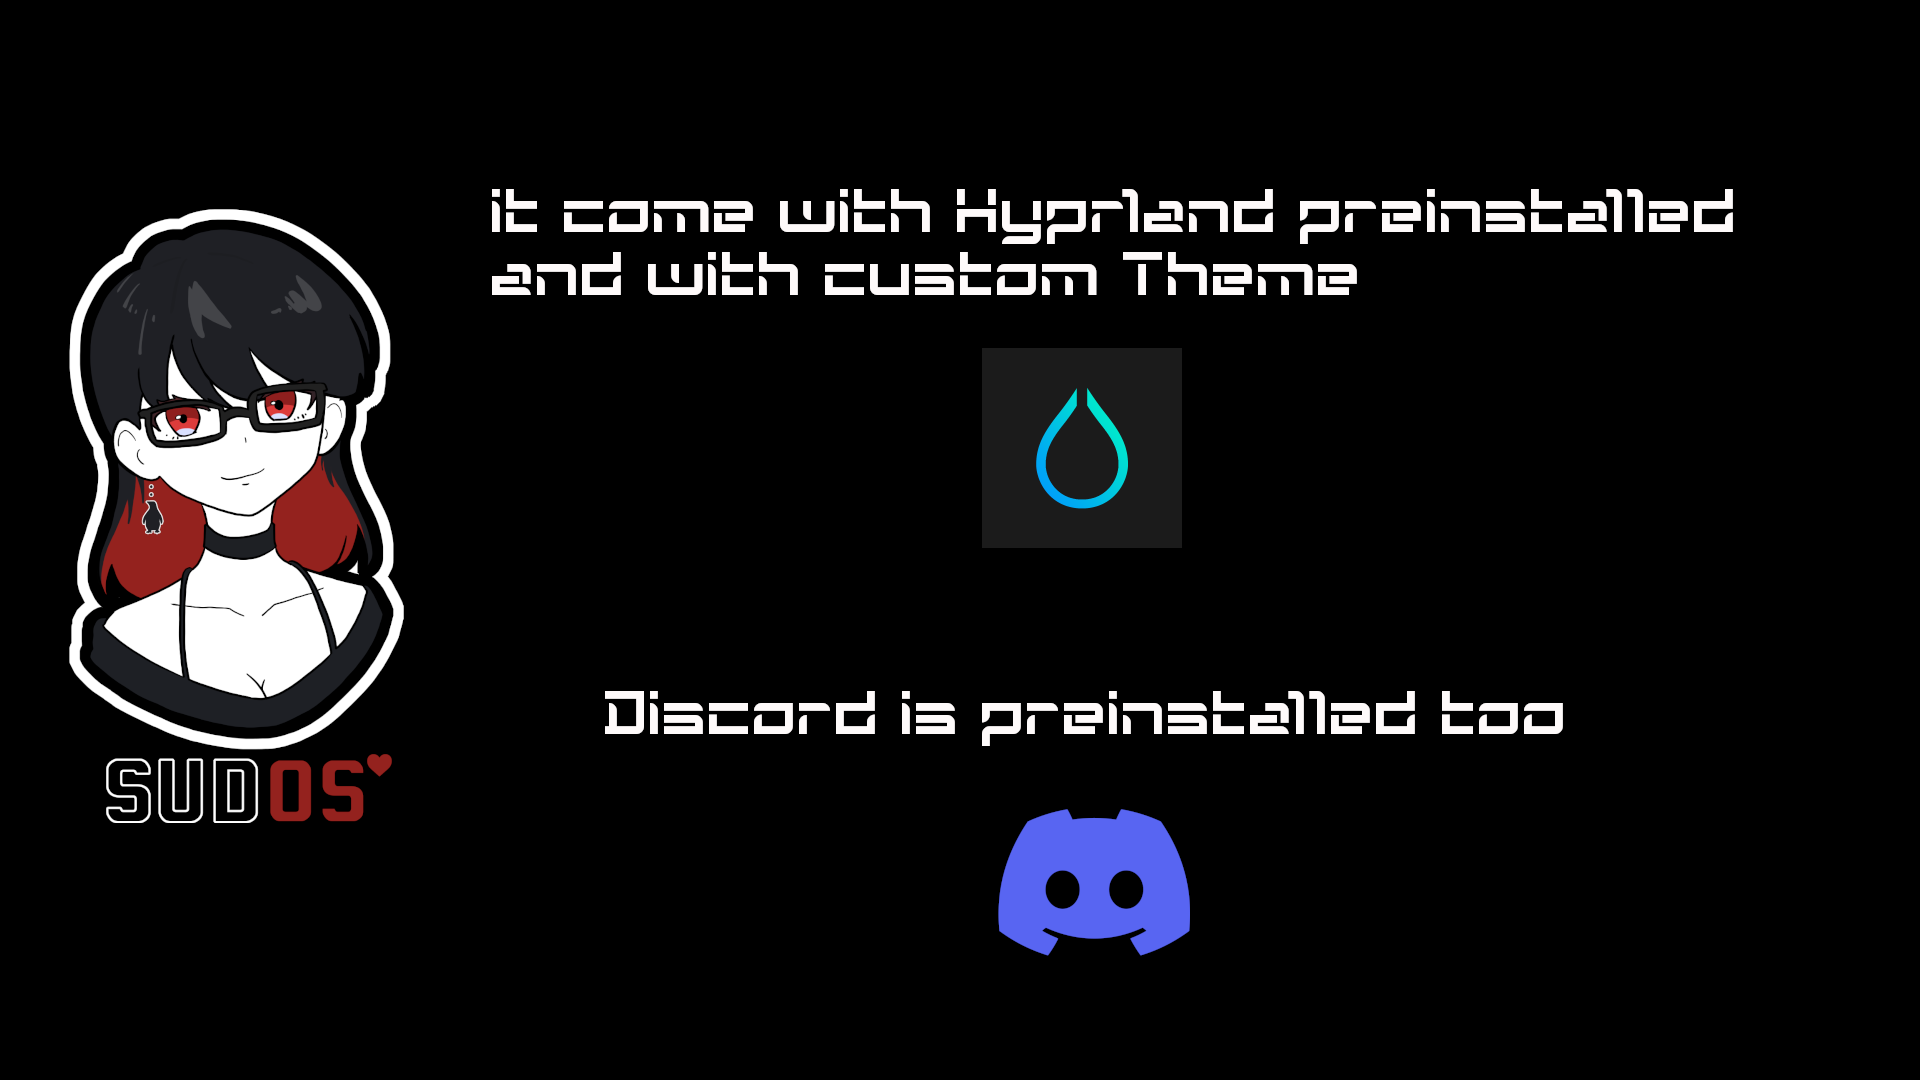 it come with Hyprland preinstalled
and with custom Theme
Discord is preinstalled too
SUDOS